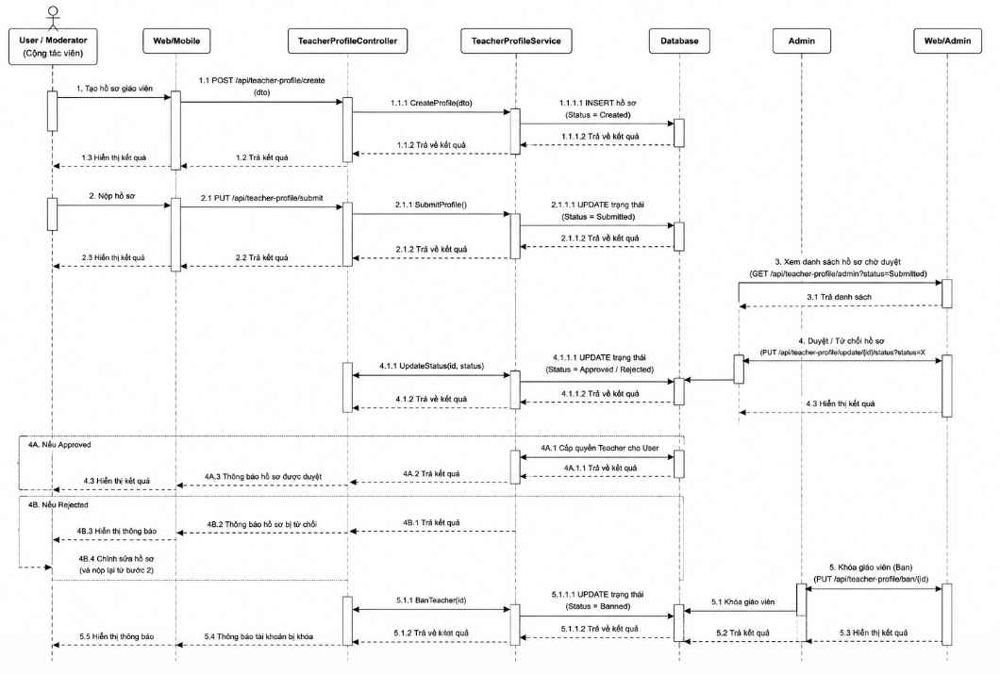 User / Moderator
(Cộng tác viên)
Web/Mobile
TeacherProfileController
TeacherProfileService
Database
Admin
Web/Admin
1. Tạo hồ sơ giáo viên
1.1 POST /api/teacher-profile/create
(dto)
1.1.1 CreateProfile(dto)
1.1.1.1 INSERT hồ sơ
(Status = Created)
1.1.1.2 Trả về kết quả
1.1.2 Trả về kết quả
1.2 Trả kết quả
1.3 Hiển thị kết quả
2. Nộp hồ sơ
2.1 PUT /api/teacher-profile/submit
2.1.1 SubmitProfile()
2.1.1.1 UPDATE trạng thái
(Status = Submitted)
2.1.1.2 Trả về kết quả
2.1.2 Trả về kết quả
2.2 Trả kết quả
2.3 Hiển thị kết quả
3. Xem danh sách hồ sơ chờ duyệt
(GET /api/teacher-profile/admin?status=Submitted)
3.1 Trả danh sách
4. Duyệt / Từ chối hồ sơ
(PUT /api/teacher-profile/update/{id}/status?status=X
4.1.1 UpdateStatus(id, status)
4.1.1.1 UPDATE trạng thái
(Status = Approved / Rejected)
4.1.1.2 Trả về kết quả
4.1.2 Trả về kết quả
4.3 Hiển thị kết quả
4A. Nếu Approved
4A.1 Cấp quyền Teacher cho User
4A.1.1 Trả về kết quả
4A.2 Trả kết quả
4A.3 Thông báo hồ sơ được duyệt
4.3 Hiển thị kết quả
4B. Nếu Rejected
4B.1 Trả kết quả
4B.2 Thông báo hồ sơ bị từ chối
4B.3 Hiển thị thông báo
4B.4 Chỉnh sửa hồ sơ
(và nộp lại từ bước 2)
5. Khóa giáo viên (Ban)
(PUT /api/teacher-profile/ban/{id)
5.1 Khóa giáo viên
5.1.1 BanTeacher(id)
5.1.1.1 UPDATE trạng thái
(Status = Banned)
5.1.1.2 Trả về kết quả
5.1.2 Trả về
5.2 Trả kết quả
5.3 Hiển thị kết quả
5.4 Thông báo tài khoản bị khóa
5.5 Hiển thị thông báo